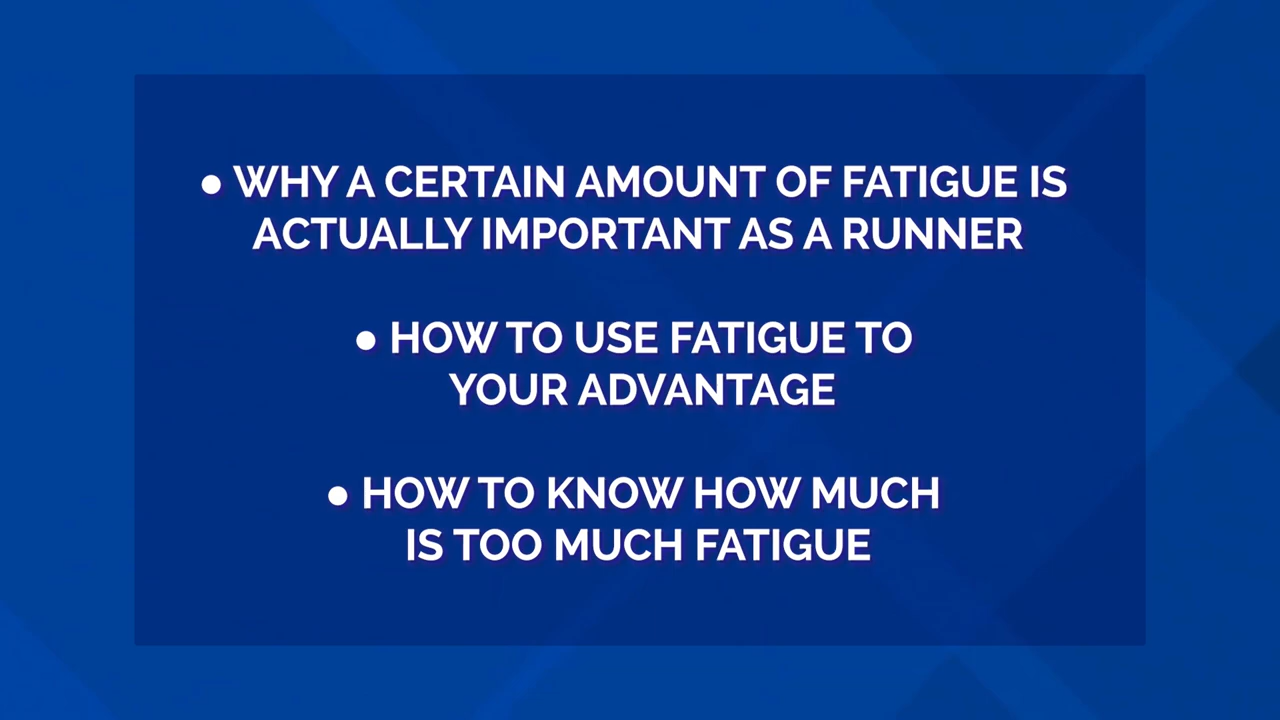 ● WHY A CERTAIN AMOUNT OF FATIGUE IS
ACTUALLY IMPORTANT AS A RUNNER
● HOW TO USE FATIGUE TO
YOUR ADVANTAGE
● HOW TO KNOW HOW MUCH
IS TOO MUCH FATIGUE